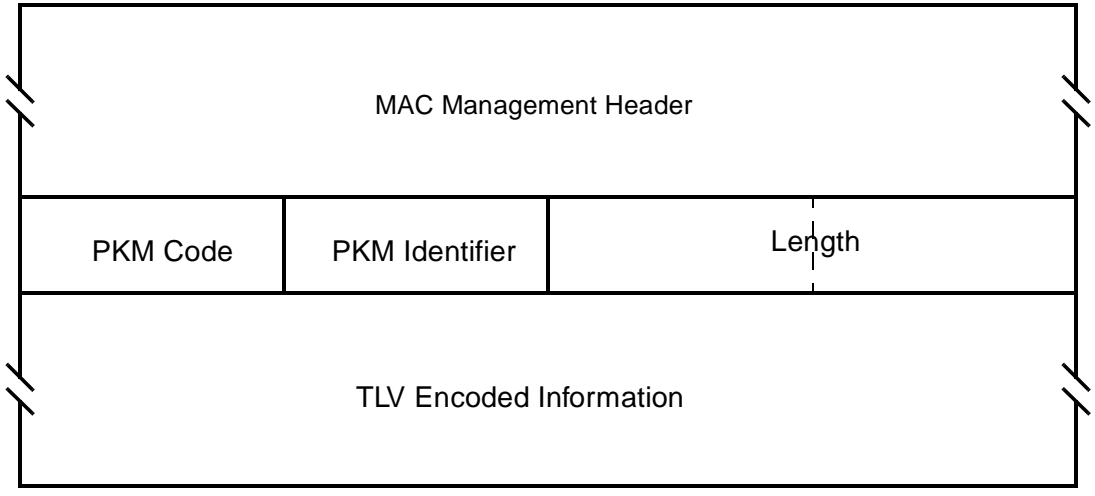 MAC Management Header
PKM Code PKM Identifier Length
TLV Encoded Information